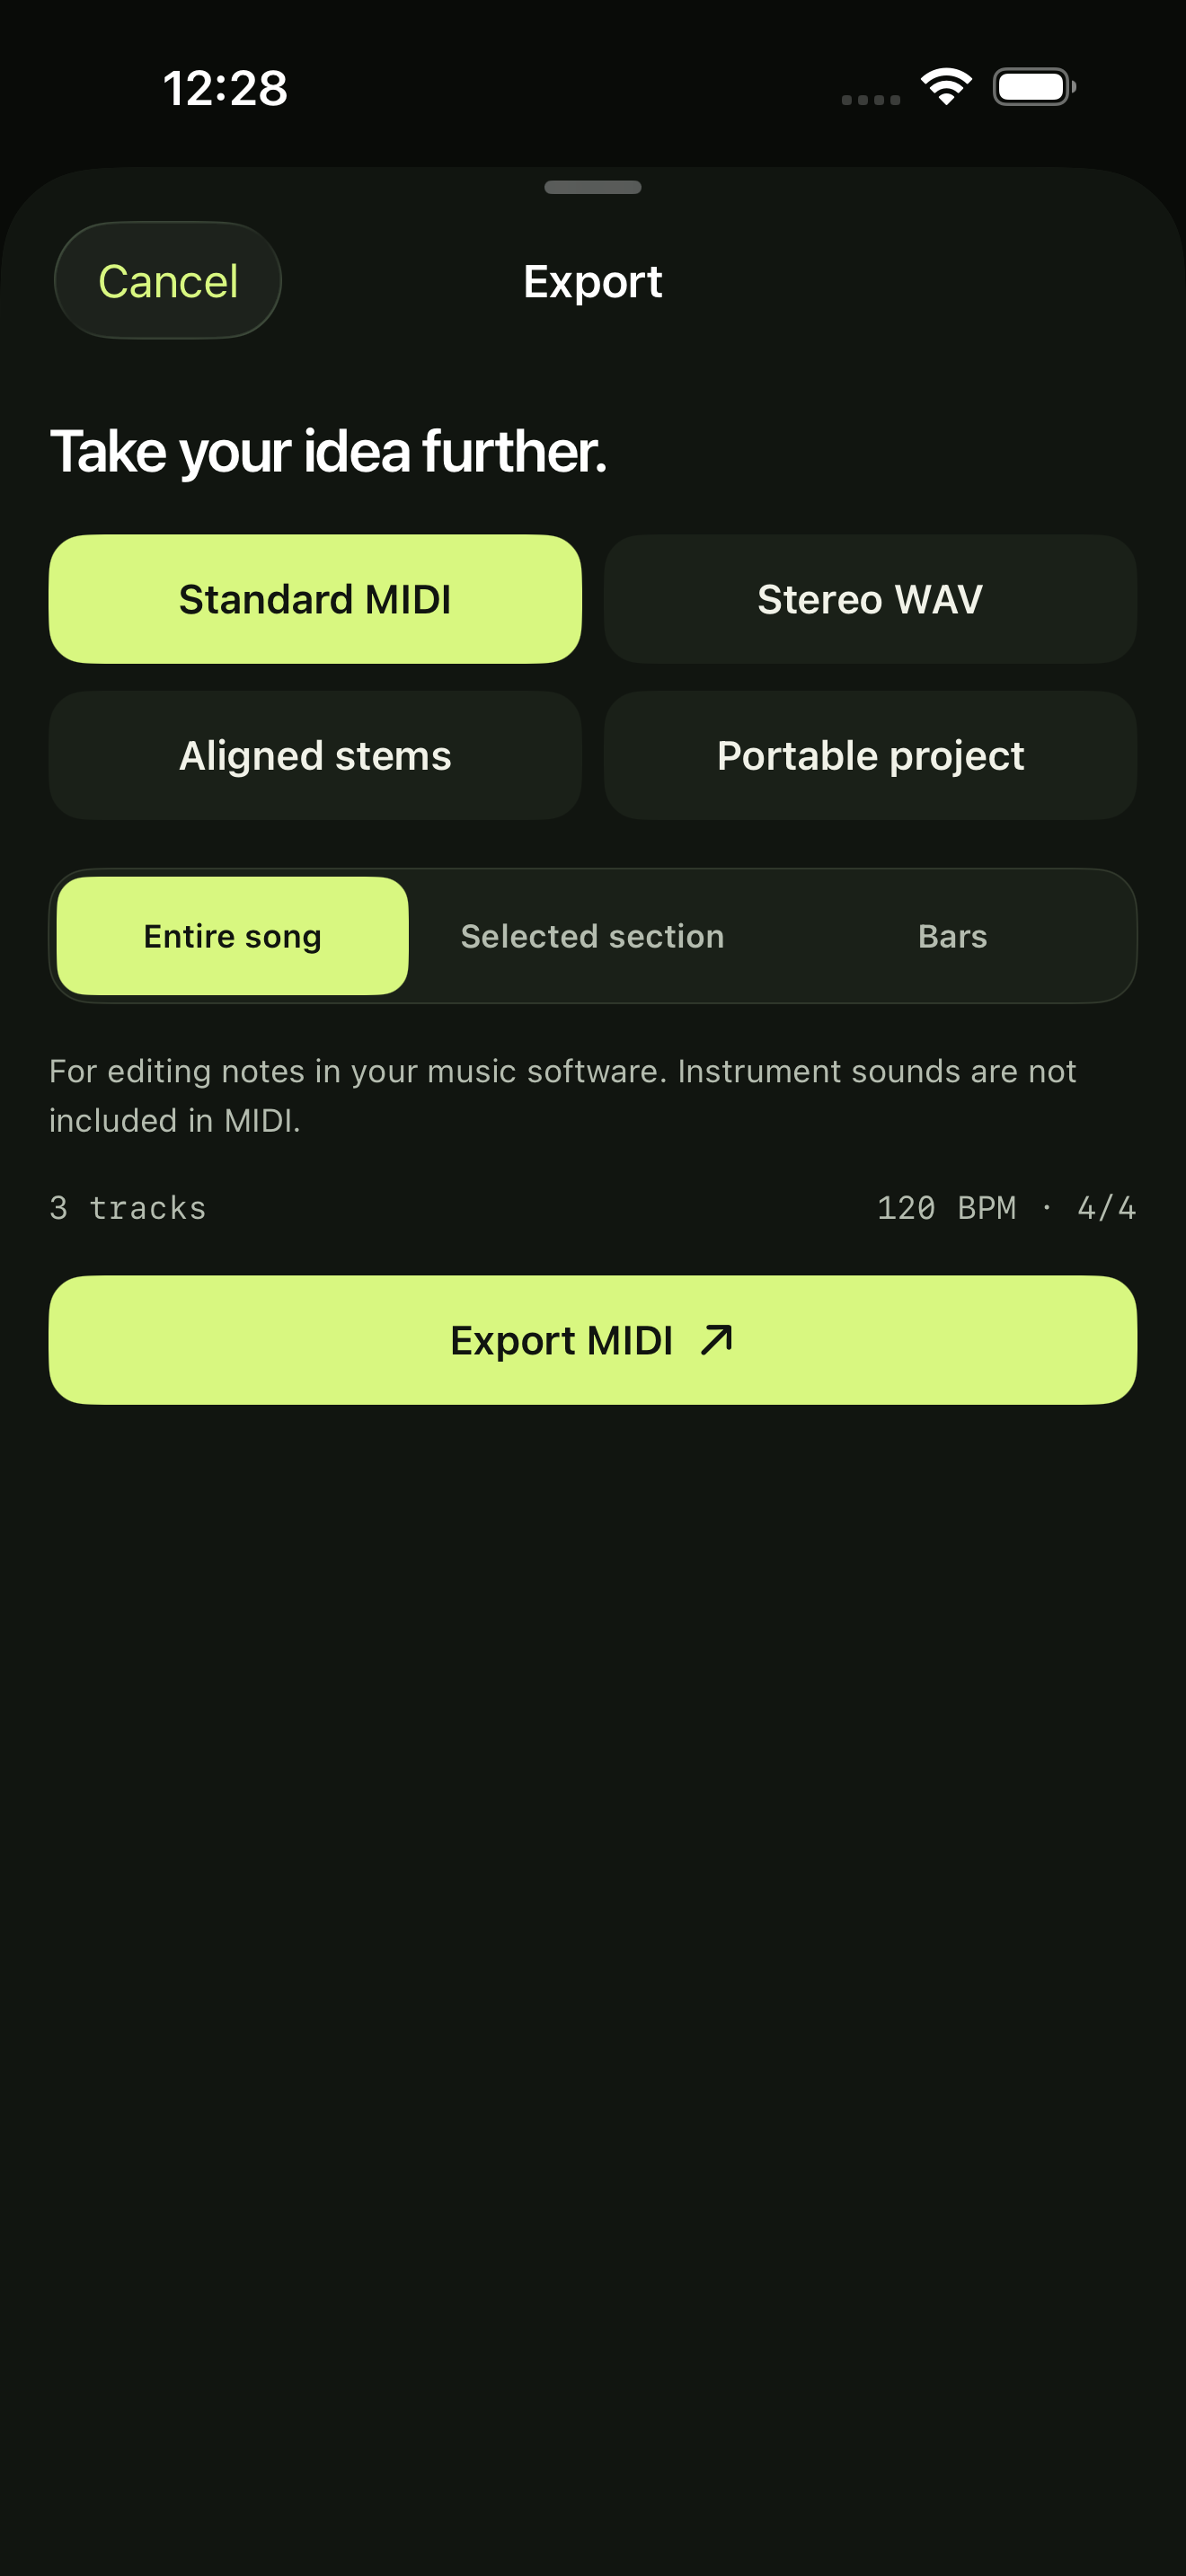 12:28
Cancel
Export
Take your idea further.
Standard MIDI
Stereo WAV
Aligned stems
Portable project
Entire song
Selected section
Bars
For editing notes in your music software. Instrument sounds are not
included in MIDI.
3 tracks
120 BPM · 4/4
Export MIDI